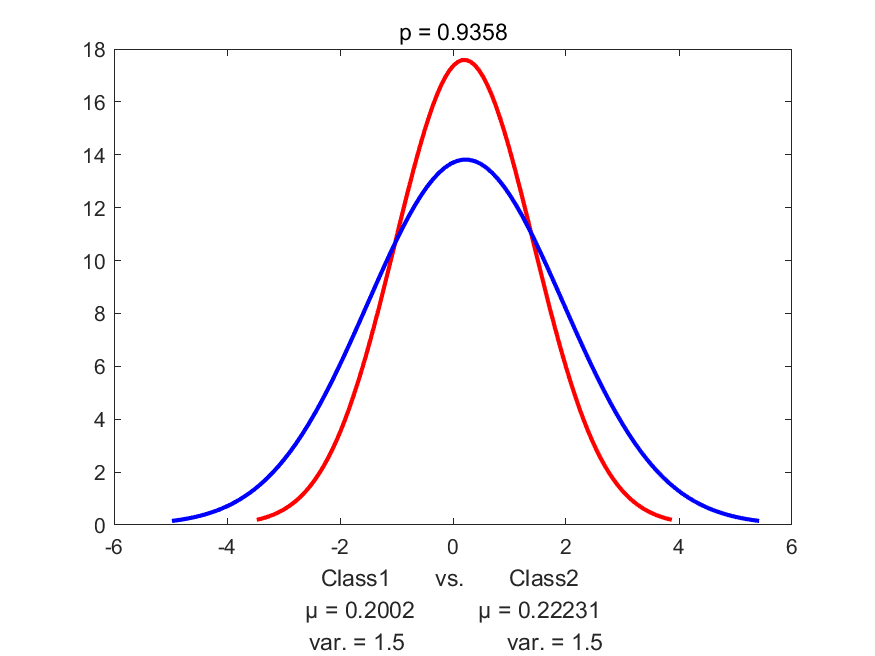 p = 0.9358
18
16
14
12
10
8
6
4
2
0
-6 -4 -2 0 2 4 6
Class1 vs. Class2
μ = 0.2002 μ = 0.22231
var. = 1.5 var. = 1.5